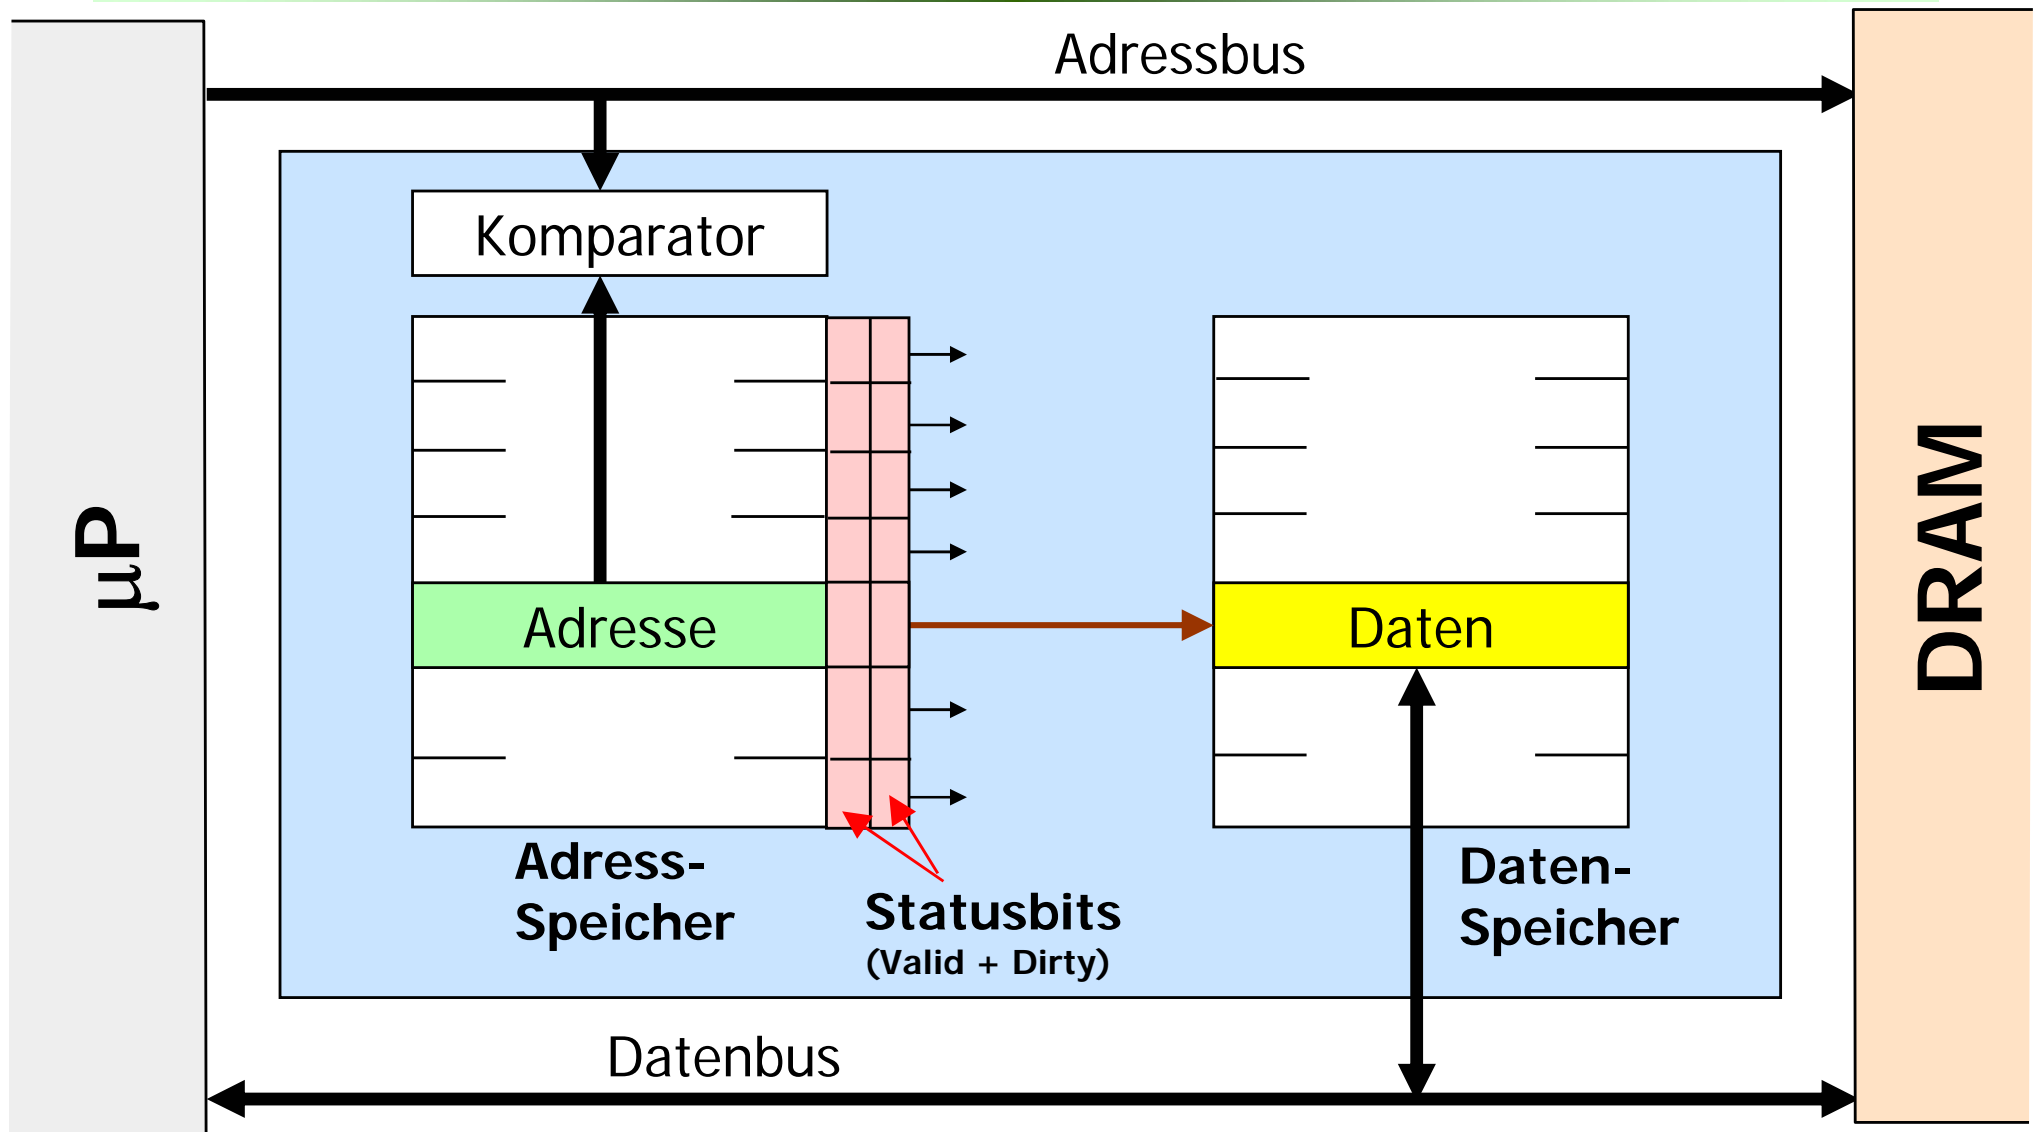 Adressbus
Komparator
µP
Adresse
Daten
DRAM
Adress-
Speicher
Statusbits
(Valid + Dirty)
Daten-
Speicher
Datenbus